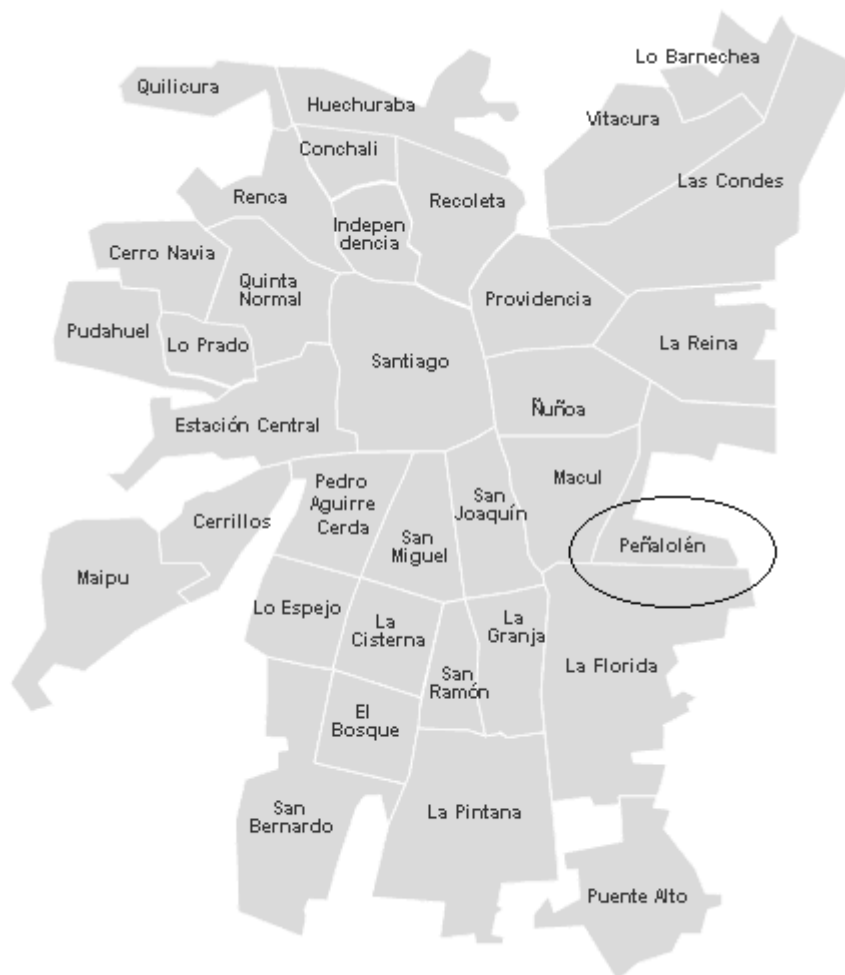 Lo Barnechea
Quilicura
Huechuraba
Vitacura
Conchali
Las Condes
Renca
Recoleta
Indepen
dencia
Cerro Navia
Quinta
Normal
Providencia
Pudahuel
Lo Prado
La Reina
Santiago
Ñuñoa
Estación Central
Pedro
Aguirre
Cerda
Macul
San
Joaquín
Cerrillos
San
Miguel
Peñalolén
Maipu
Lo Espejo
La
Cisterna
La
Granja
La Florida
San
Ramón
El
Bosque
San
Bernardo
La Pintana
Puente Alto